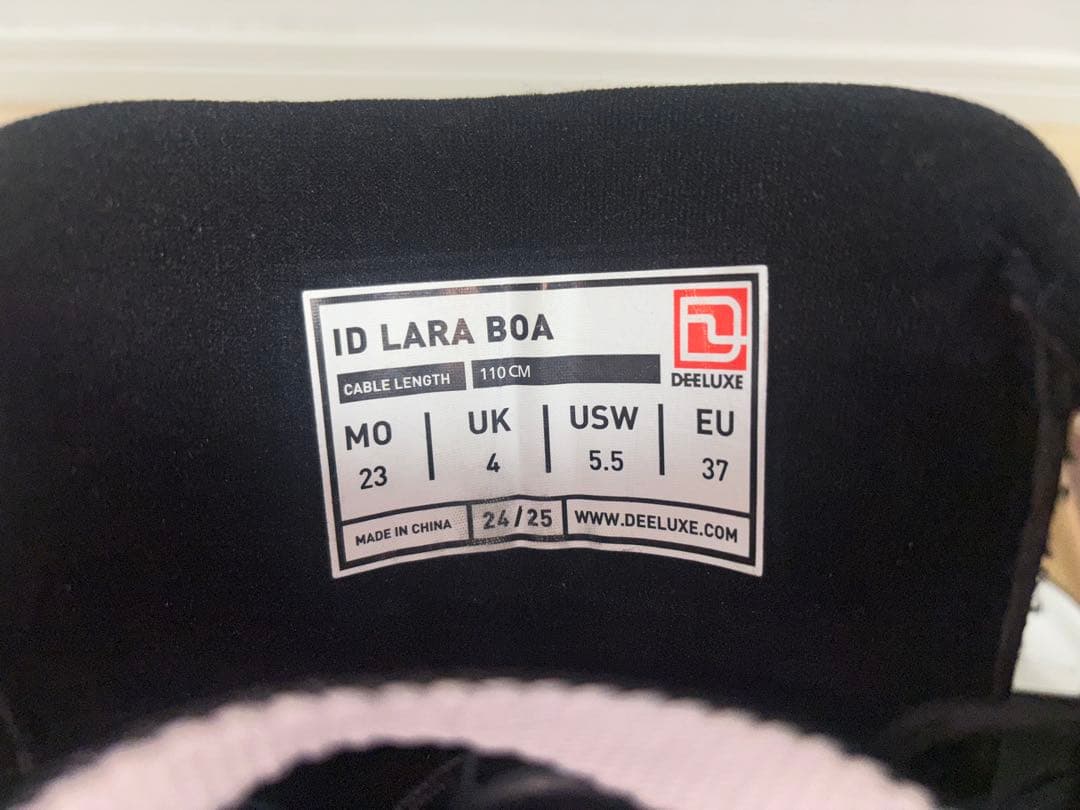 ID LARA BOA
CABLE LENGTH 110 CM
DEELUXE
MO | UK | USW | EU
23 4 5.5 37
MADE IN CHINA 24/25 WWW.DEELUXE.COM